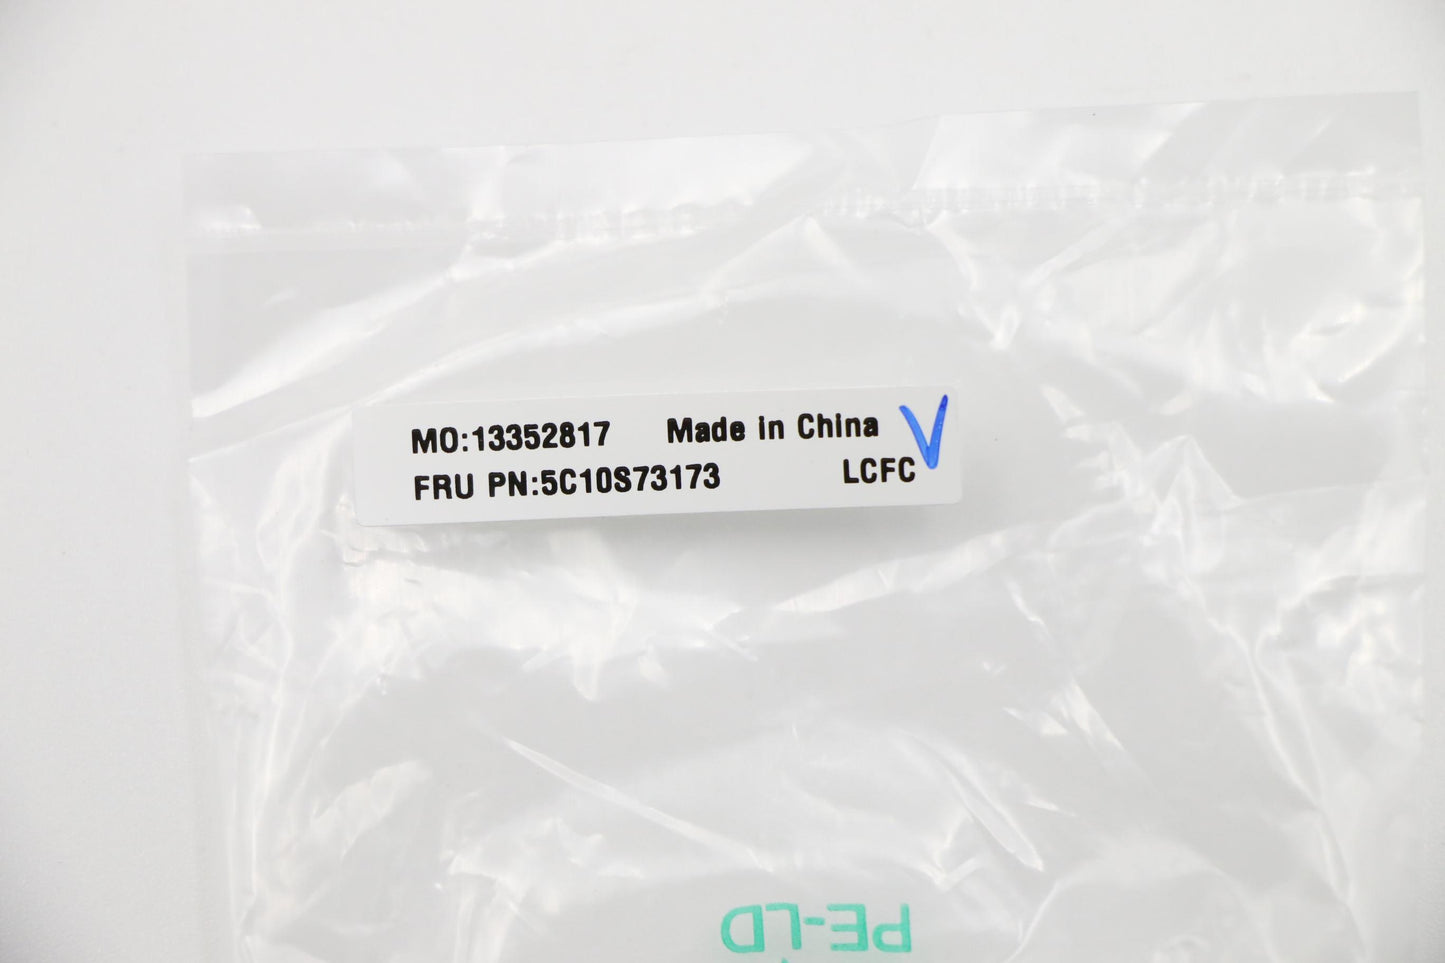 MO:13352817 Made in China
FRU PN:5C10S73173 LCFC
PE-LD